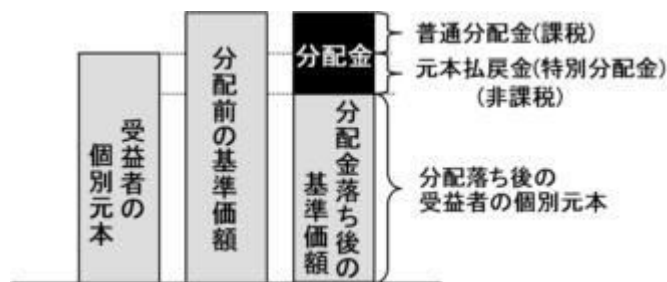 受益者の
個別元本
分配前の基準価額
分配金
分配金落ち後の
基準価額
普通分配金(課税)
元本払戻金(特別分配金)
(非課税)
分配落ち後の
受益者の個別元本